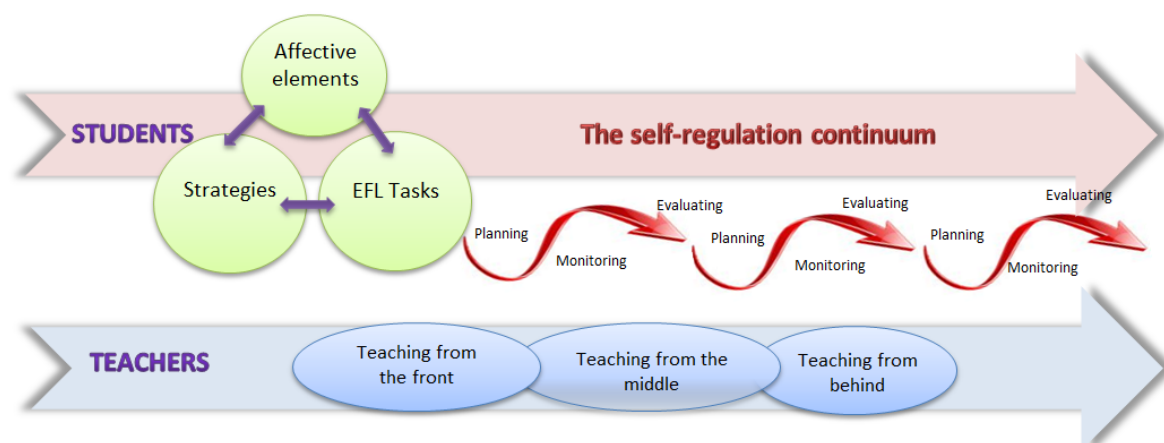 Affective
elements
STUDENTS
The self-regulation continuum
Strategies
EFL Tasks
Planning
Monitoring
Evaluating
Planning
Monitoring
Evaluating
Planning
Monitoring
Evaluating
TEACHERS
Teaching from
the front
Teaching from the
middle
Teaching from
behind